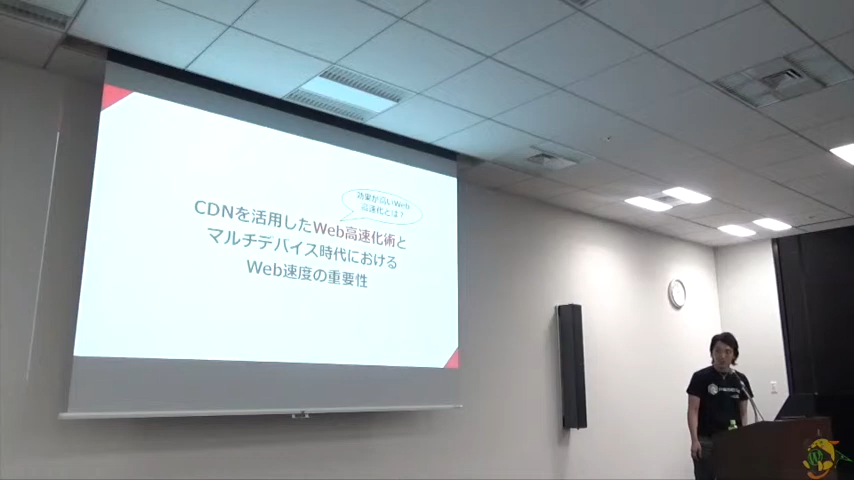 効果が高いWeb
高速化とは？
CDNを活用したWeb高速化術と
マルチデバイス時代における
Web速度の重要性